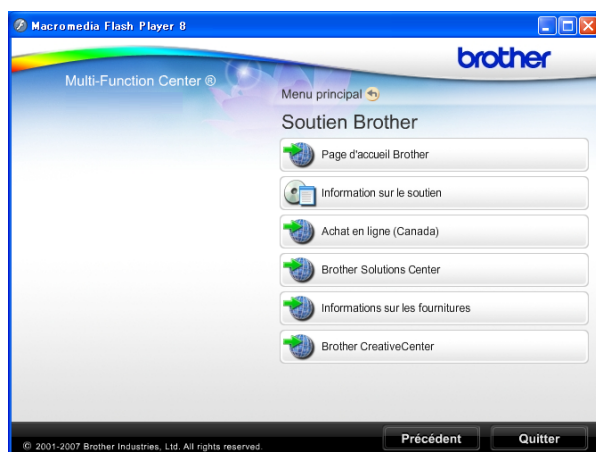 Macromedia Flash Player 8
brother
Multi-Function Center ®
Menu principal
Soutien Brother
Page d'accueil Brother
Information sur le soutien
Achat en ligne (Canada)
Brother Solutions Center
Informations sur les fournitures
Brother CreativeCenter
© 2001-2007 Brother Industries, Ltd. All rights reserved.
Précédent
Quitter